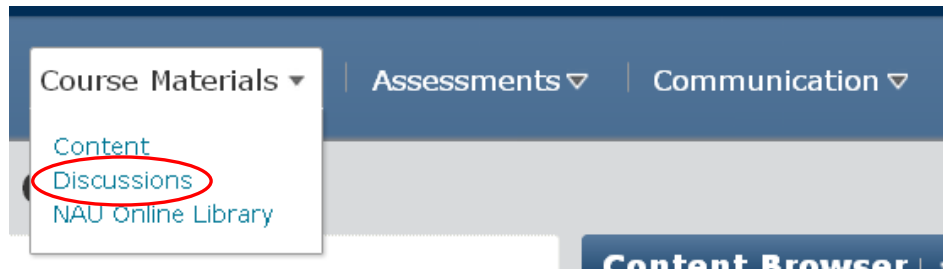 Course Materials Assessments Communication
Content
Discussions
NAU Online Library
Content Browser